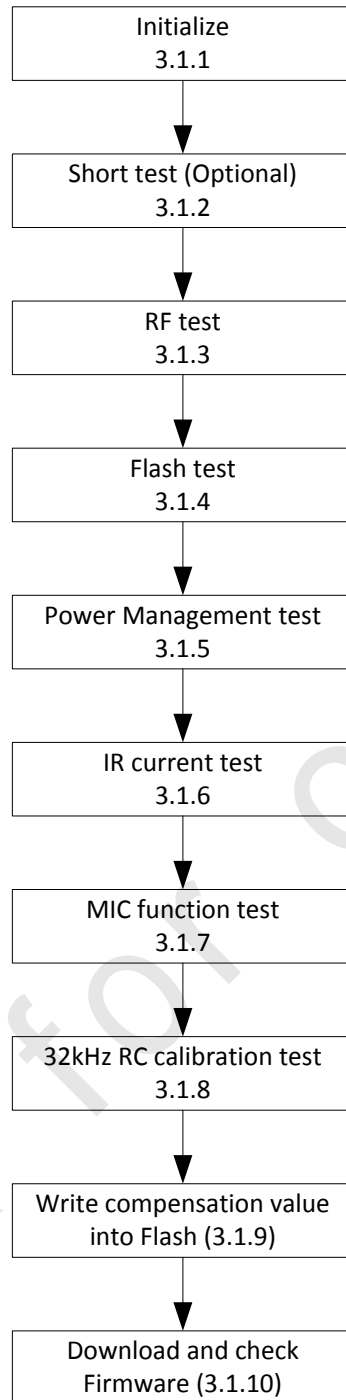 Initialize
3.1.1
Short test (Optional)
3.1.2
RF test
3.1.3
Flash test
3.1.4
Power Management test
3.1.5
IR current test
3.1.6
MIC function test
3.1.7
32kHz RC calibration test
3.1.8
Write compensation value
into Flash (3.1.9)
Download and check
Firmware (3.1.10)
for